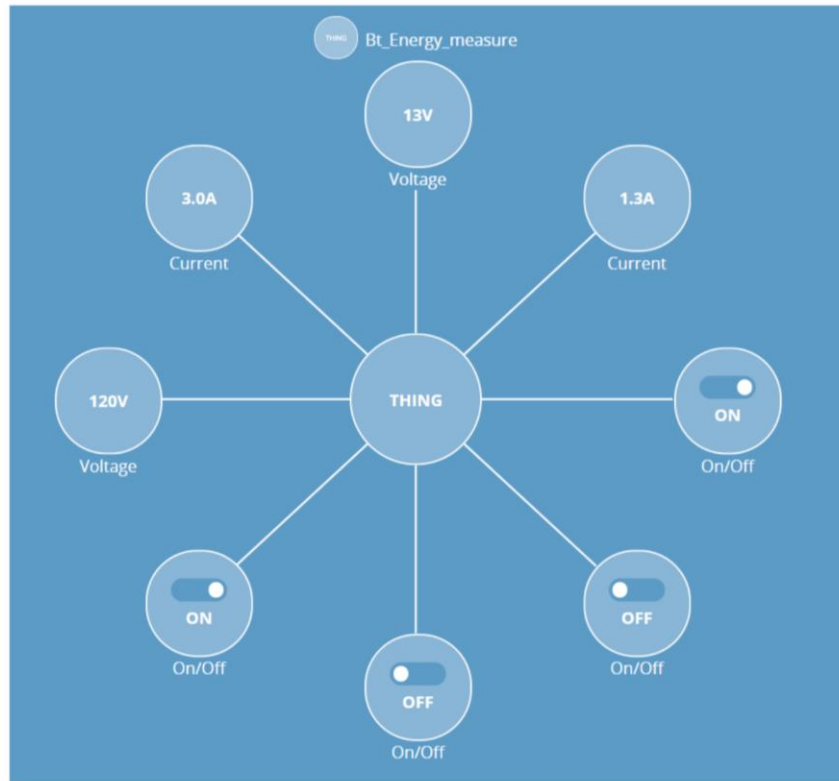 THING Bt_Energy_measure
13V
Voltage
3.0A
Current
1.3A
Current
120V
Voltage
THING
ON
On/Off
ON
On/Off
OFF
On/Off
OFF
On/Off